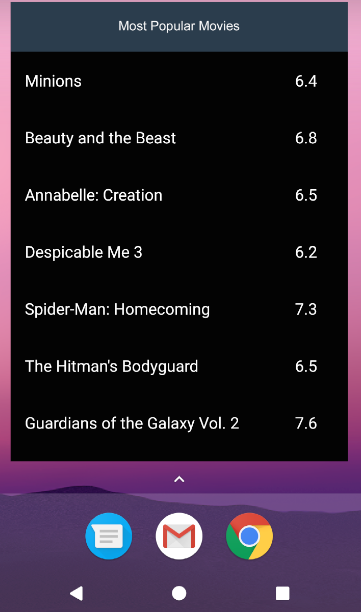 Most Popular Movies
Minions 6.4
Beauty and the Beast 6.8
Annabelle: Creation 6.5
Despicable Me 3 6.2
Spider-Man: Homecoming 7.3
The Hitman's Bodyguard 6.5
Guardians of the Galaxy Vol. 2 7.6